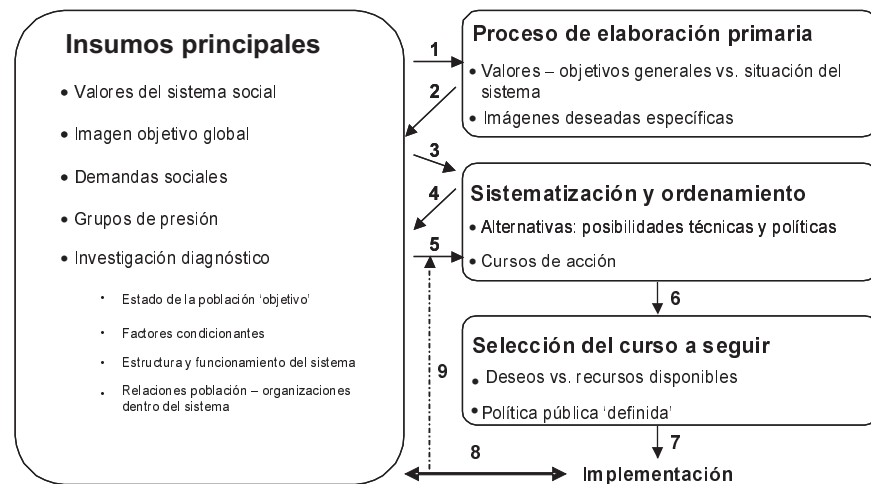 Insumos principales
• Valores del sistema social
• Imagen objetivo global
• Demandas sociales
• Grupos de presión
• Investigación diagnóstico
• Estado de la población ‘objetivo’
• Factores condicionantes
• Estructura y funcionamiento del sistema
• Relaciones población – organizaciones
dentro del sistema
1
2
3
4
5
9
8
Proceso de elaboración primaria
• Valores – objetivos generales vs. situación del
sistema
• Imágenes deseadas específicas
Sistematización y ordenamiento
• Alternativas: posibilidades técnicas y políticas
• Cursos de acción
6
Selección del curso a seguir
• Deseos vs. recursos disponibles
• Política pública ‘definida’
7
Implementación